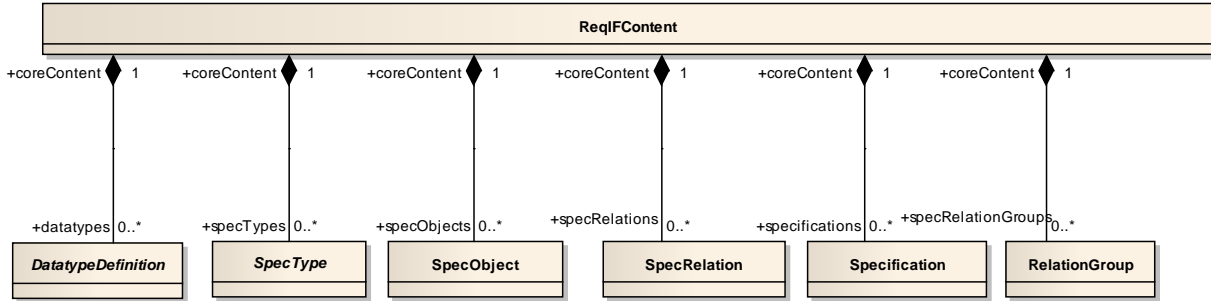 ReqIFContent
+coreContent 1 +coreContent 1 +coreContent 1 +coreContent 1 +coreContent 1 +coreContent 1
+specRelations +specRelationGroups
+datatypes 0..* +specTypes 0..* +specObjects 0..* 0..* +specifications 0..* 0..*
DatatypeDefinition SpecType SpecObject SpecRelation Specification RelationGroup